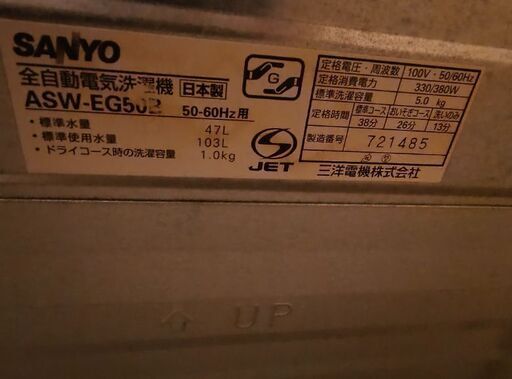 SANYO
全自動電気洗濯機 日本製
ASW-EG50B 50-60Hz用
・標準水量 47L
・標準使用水量 103L
・ドライコース時の洗濯容量 1.0kg
G
JET
定格電圧・周波数 100V・50/60Hz
定格消費電力 330/380W
標準洗濯容量 5.0 kg
定格時間 標準コース おいそぎコース 洗いのみ
38分 26分 13分
製造番号 721485
三洋電機株式会社
UP